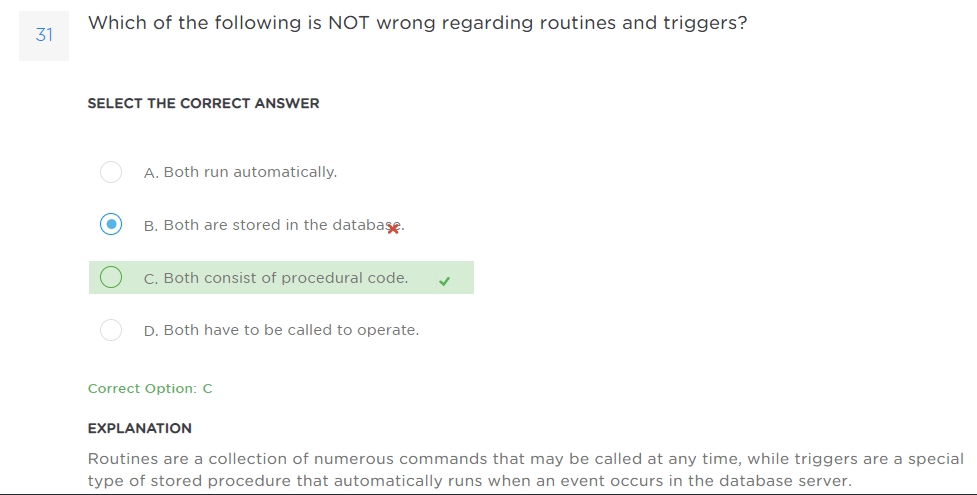 31
Which of the following is NOT wrong regarding routines and triggers?
SELECT THE CORRECT ANSWER
A. Both run automatically.
B. Both are stored in the database.
C. Both consist of procedural code.
D. Both have to be called to operate.
Correct Option: C
EXPLANATION
Routines are a collection of numerous commands that may be called at any time, while triggers are a special
type of stored procedure that automatically runs when an event occurs in the database server.